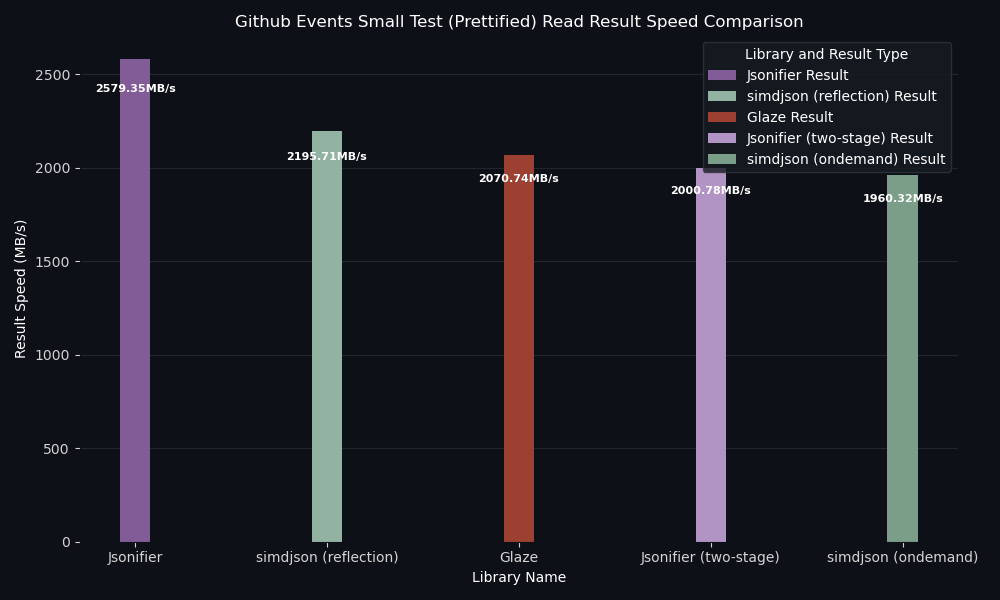 Github Events Small Test (Prettified) Read Result Speed Comparison
Library and Result Type
Jsonifier Result
simdjson (reflection) Result
Glaze Result
Jsonifier (two-stage) Result
simdjson (ondemand) Result
2579.35MB/s
2195.71MB/s
2070.74MB/s
2000.78MB/s
1960.32MB/s
Result Speed (MB/s)
2500
2000
1500
1000
500
0
Jsonifier
simdjson (reflection)
Glaze
Jsonifier (two-stage)
simdjson (ondemand)
Library Name